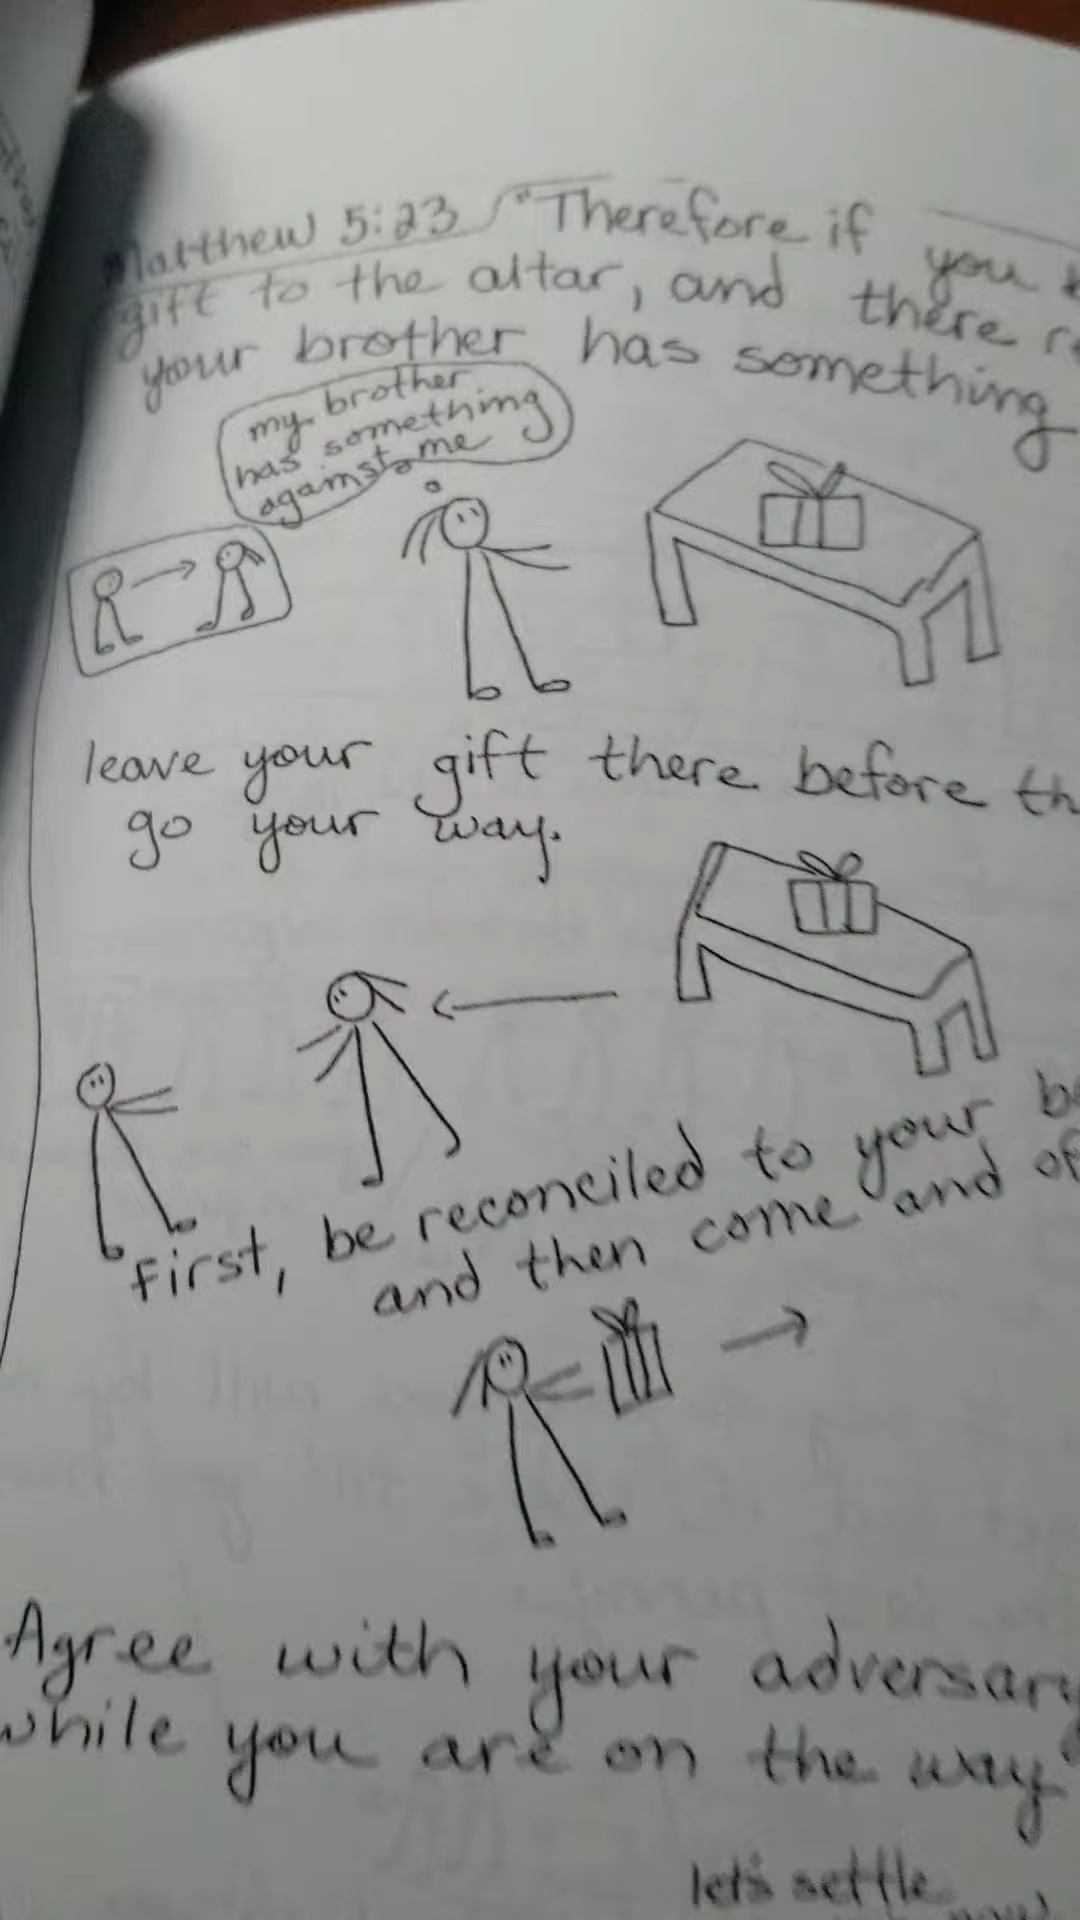 Matthew 5:23 "Therefore if you
gift to the altar, and there
your brother has something
my brother
has something
against me
leave your gift there before
go your way.
first, be reconciled to your
and then come and
Agree with your adversary
while you are on the way"
let's settle